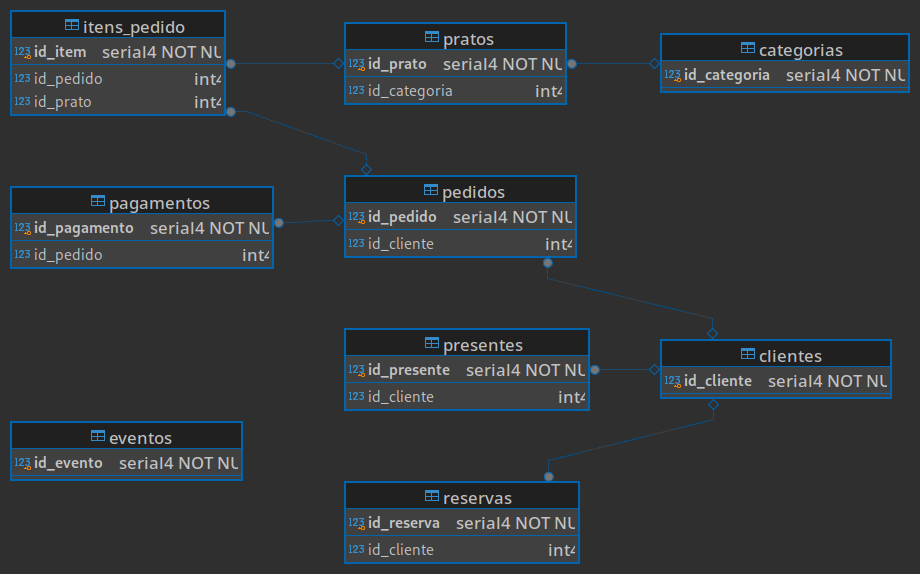 itens_pedido
123 id_item serial4 NOT NU
123 id_pedido int4
123 id_prato int4
pratos
123 id_prato serial4 NOT NU
123 id_categoria int4
categorias
123 id_categoria serial4 NOT NU
pagamentos
123 id_pagamento serial4 NOT NU
123 id_pedido int4
pedidos
123 id_pedido serial4 NOT NU
123 id_cliente int4
presentes
123 id_presente serial4 NOT NU
123 id_cliente int4
clientes
123 id_cliente serial4 NOT NU
eventos
123 id_evento serial4 NOT NU
reservas
123 id_reserva serial4 NOT NU
123 id_cliente int4